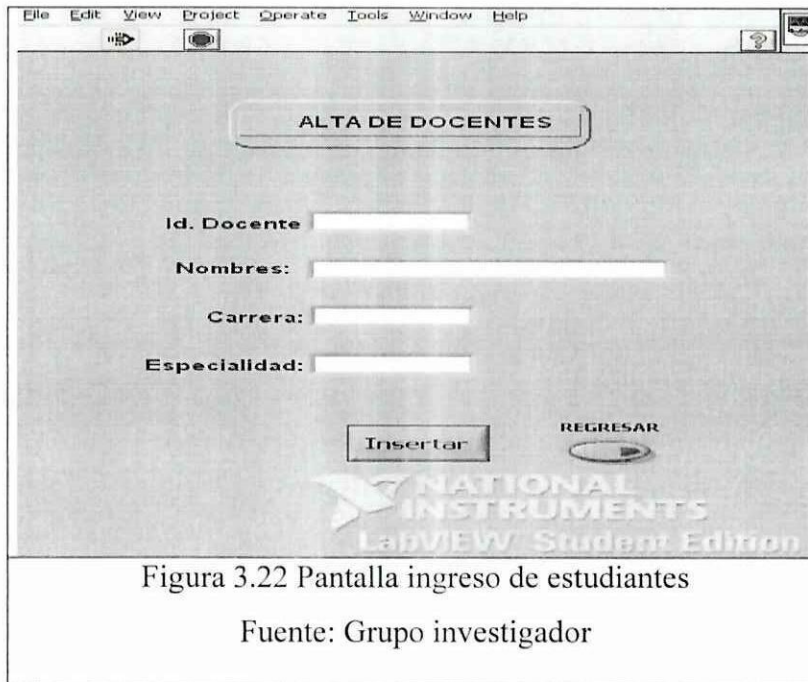 File Edit View Project Operate Tools Window Help
?
ALTA DE DOCENTES
Id. Docente
Nombres:
Carrera:
Especialidad:
Insertar
REGRESAR
NATIONAL
INSTRUMENTS
LabVIEW Student Edition
Figura 3.22 Pantalla ingreso de estudiantes
Fuente: Grupo investigador